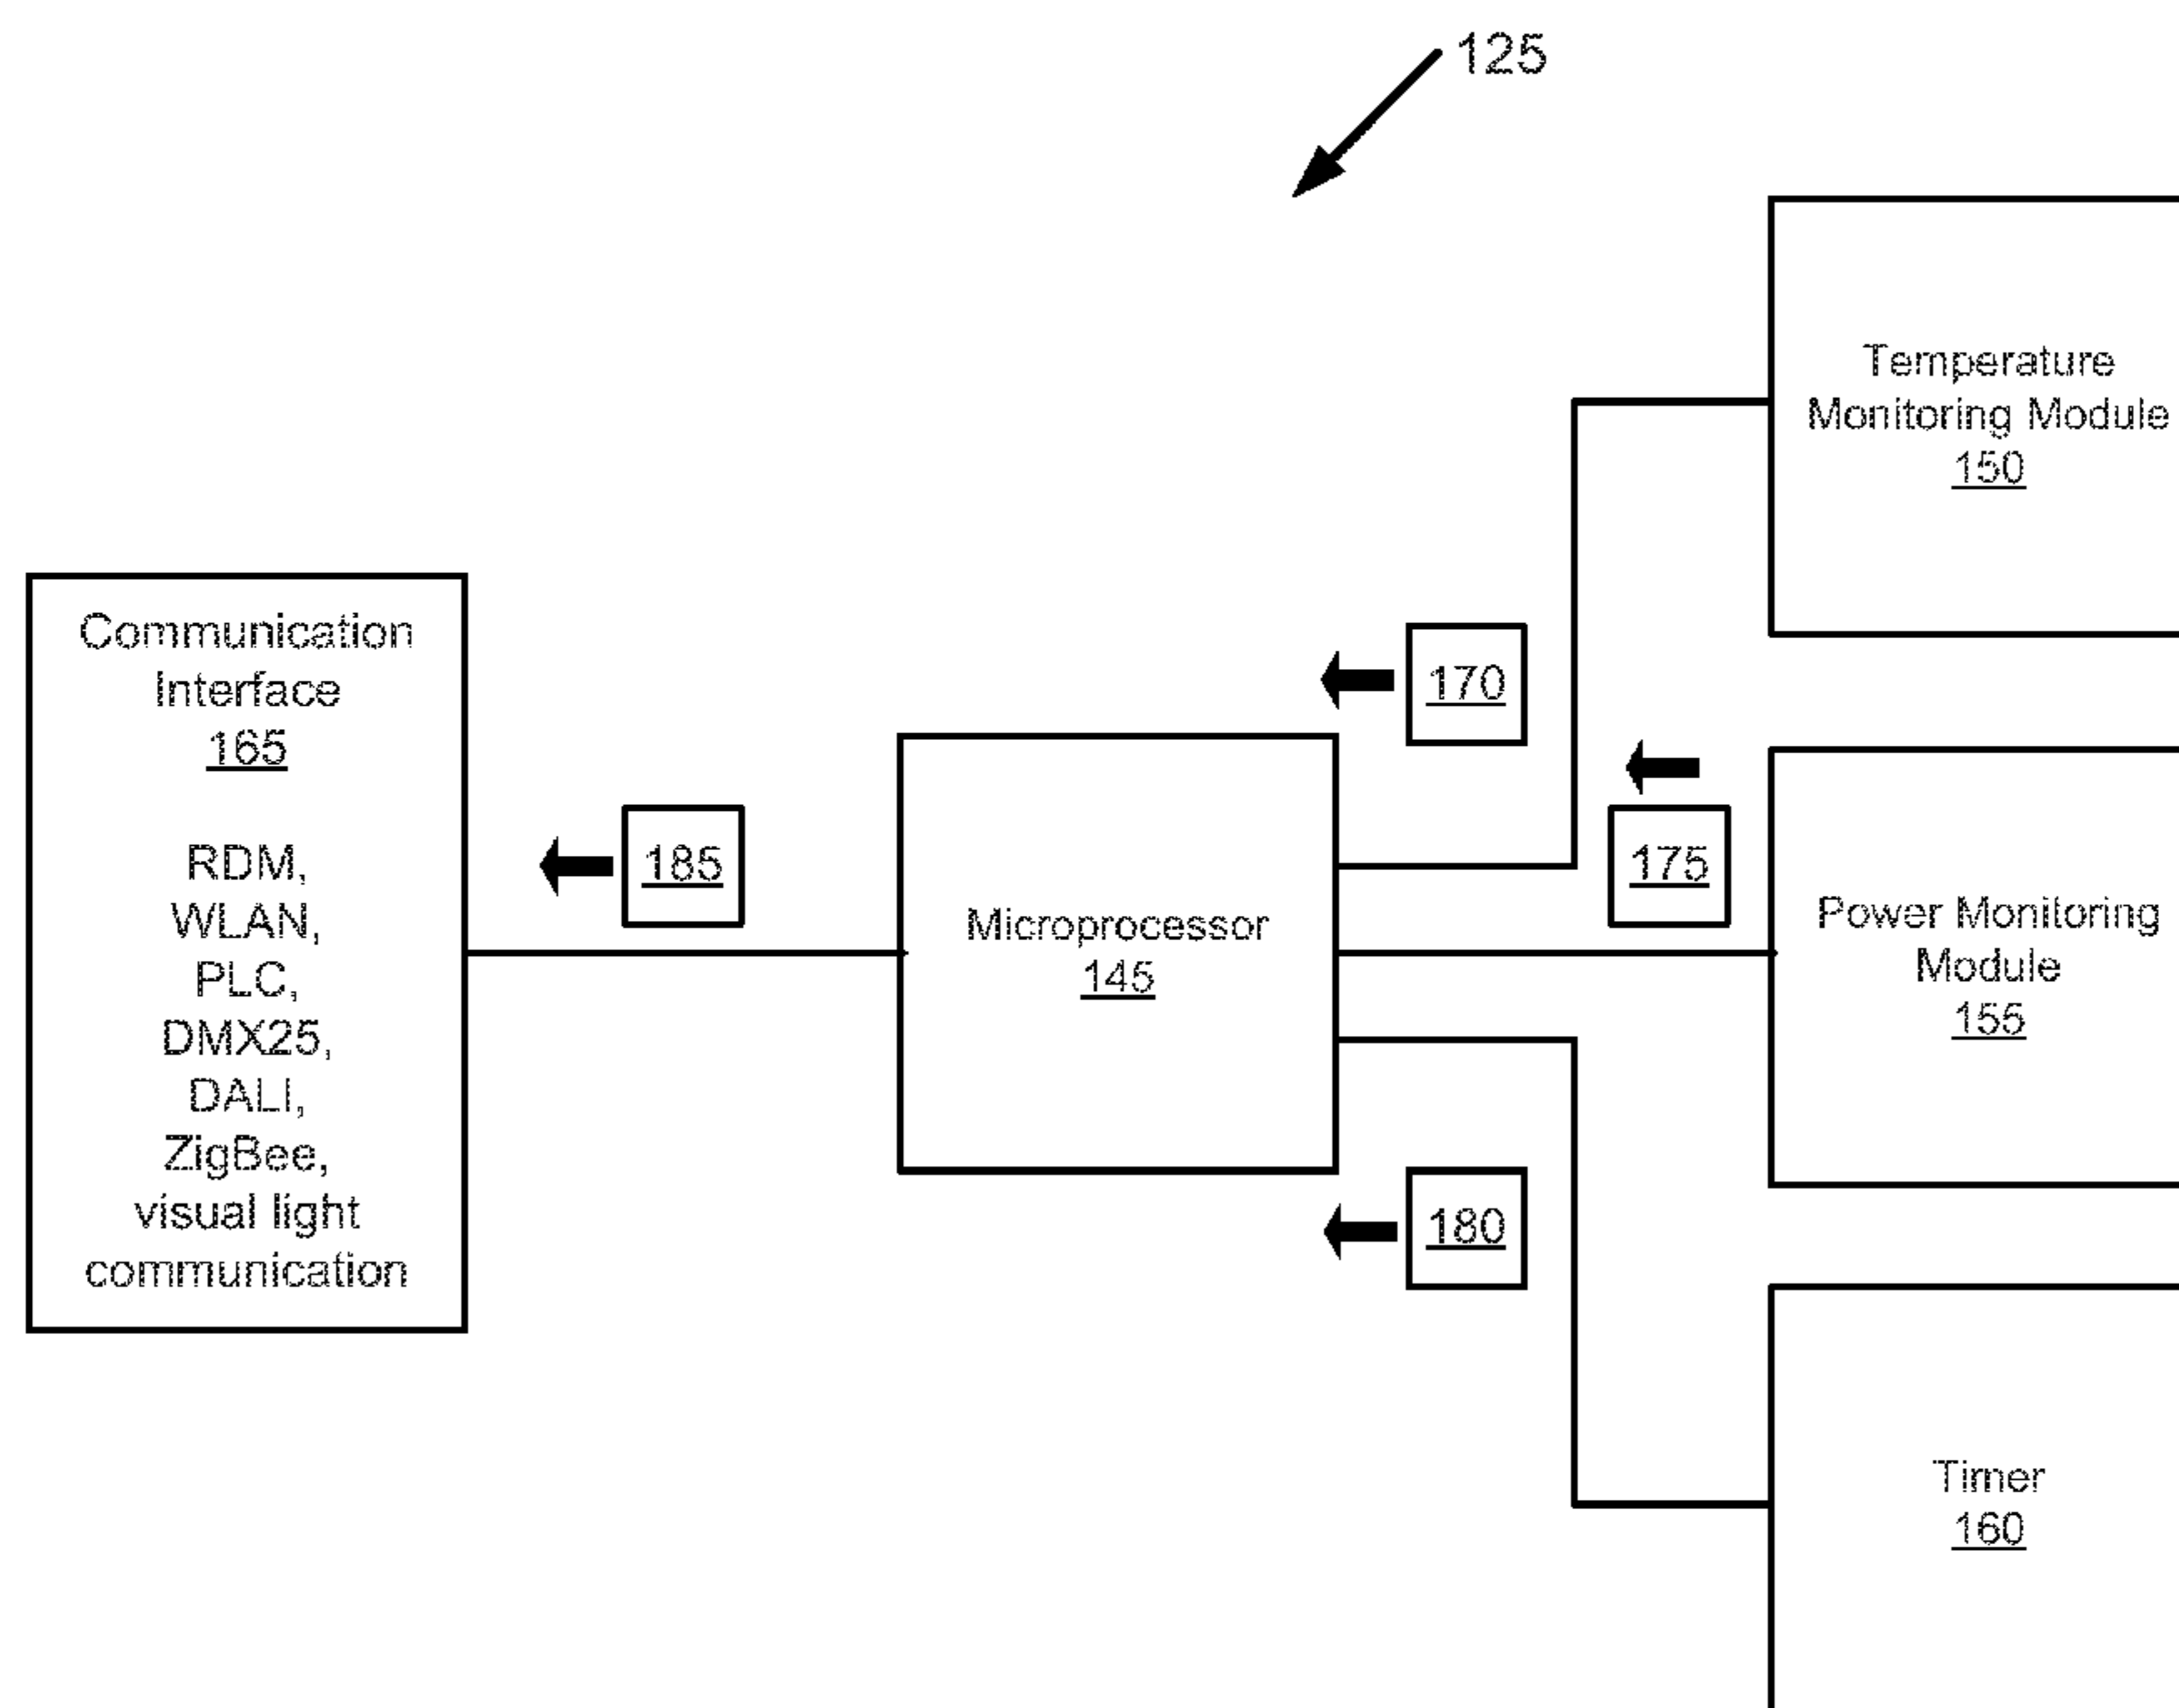 125
Temperature
Monitoring Module
150
Communication
Interface
165
RDM,
WLAN,
PLC,
DMX25,
DALI,
ZigBee,
visual light
communication
185
Microprocessor
145
170
175
180
Power Monitoring
Module
155
Timer
160